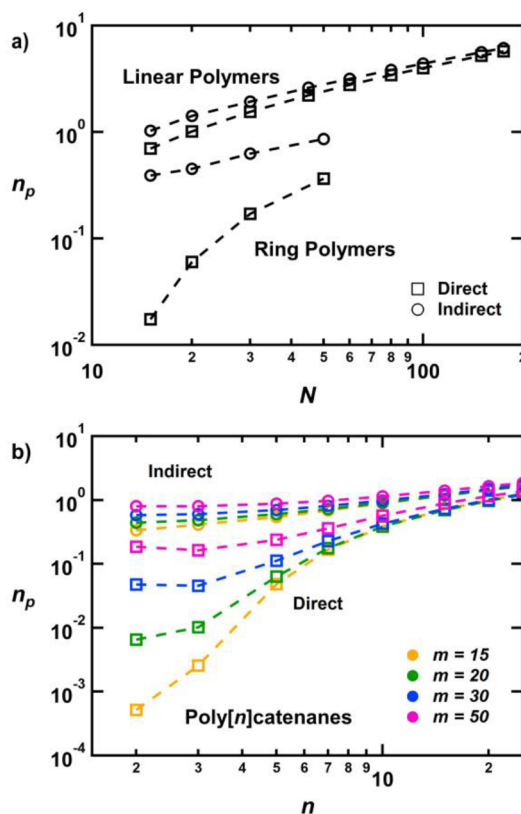 a)
10^1
Linear Polymers
10^0
n_p
10^-1
Ring Polymers
Direct
Indirect
10^-2
10 2 3 4 5 6 7 8 9 100 2
N
b)
10^1
Indirect
10^0
10^-1
n_p
Direct
10^-2
m = 15
m = 20
10^-3
m = 30
m = 50
Poly[n]catenanes
10^-4
2 3 4 5 6 7 8 9 10 2
n